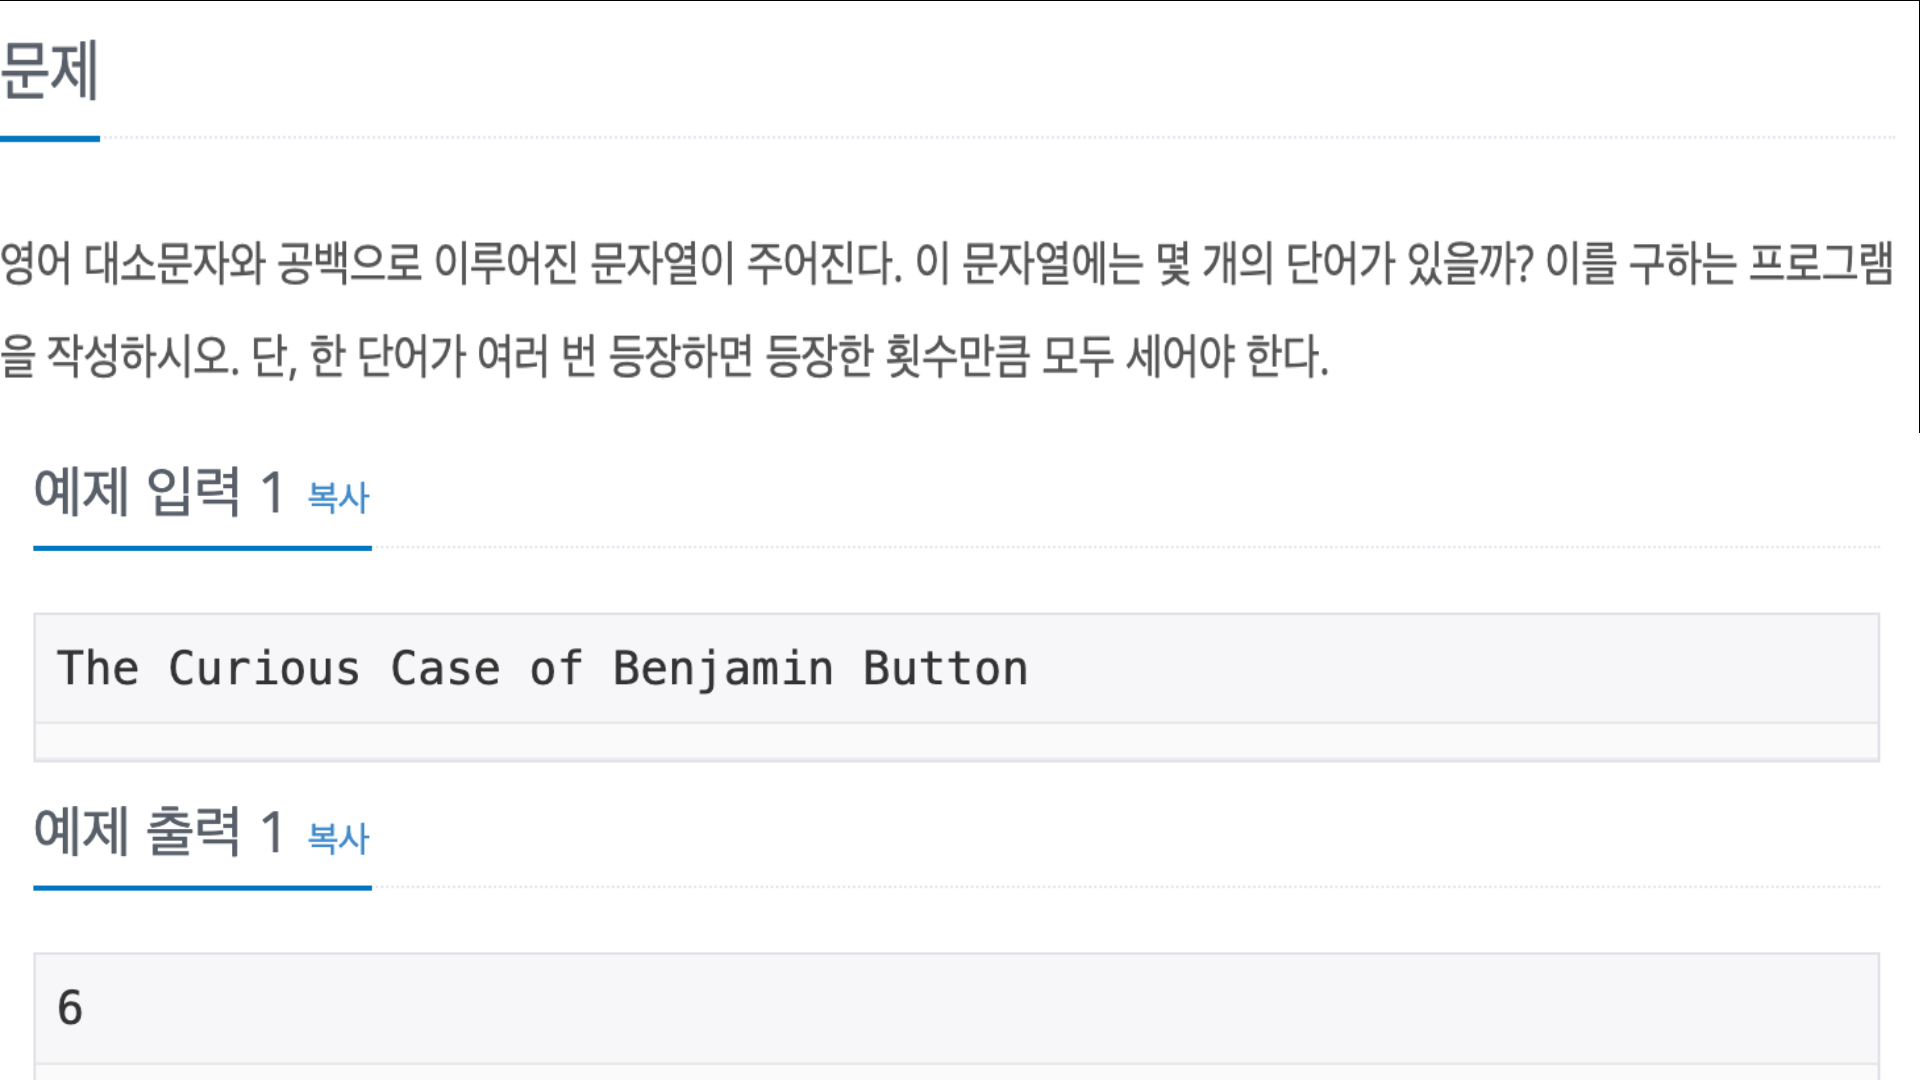 문제
영어 대소문자와 공백으로 이루어진 문자열이 주어진다. 이 문자열에는 몇 개의 단어가 있을까? 이를 구하는 프로그램
을 작성하시오. 단, 한 단어가 여러 번 등장하면 등장한 횟수만큼 모두 세어야 한다.
예제 입력 1 복사
The Curious Case of Benjamin Button
예제 출력 1 복사
6